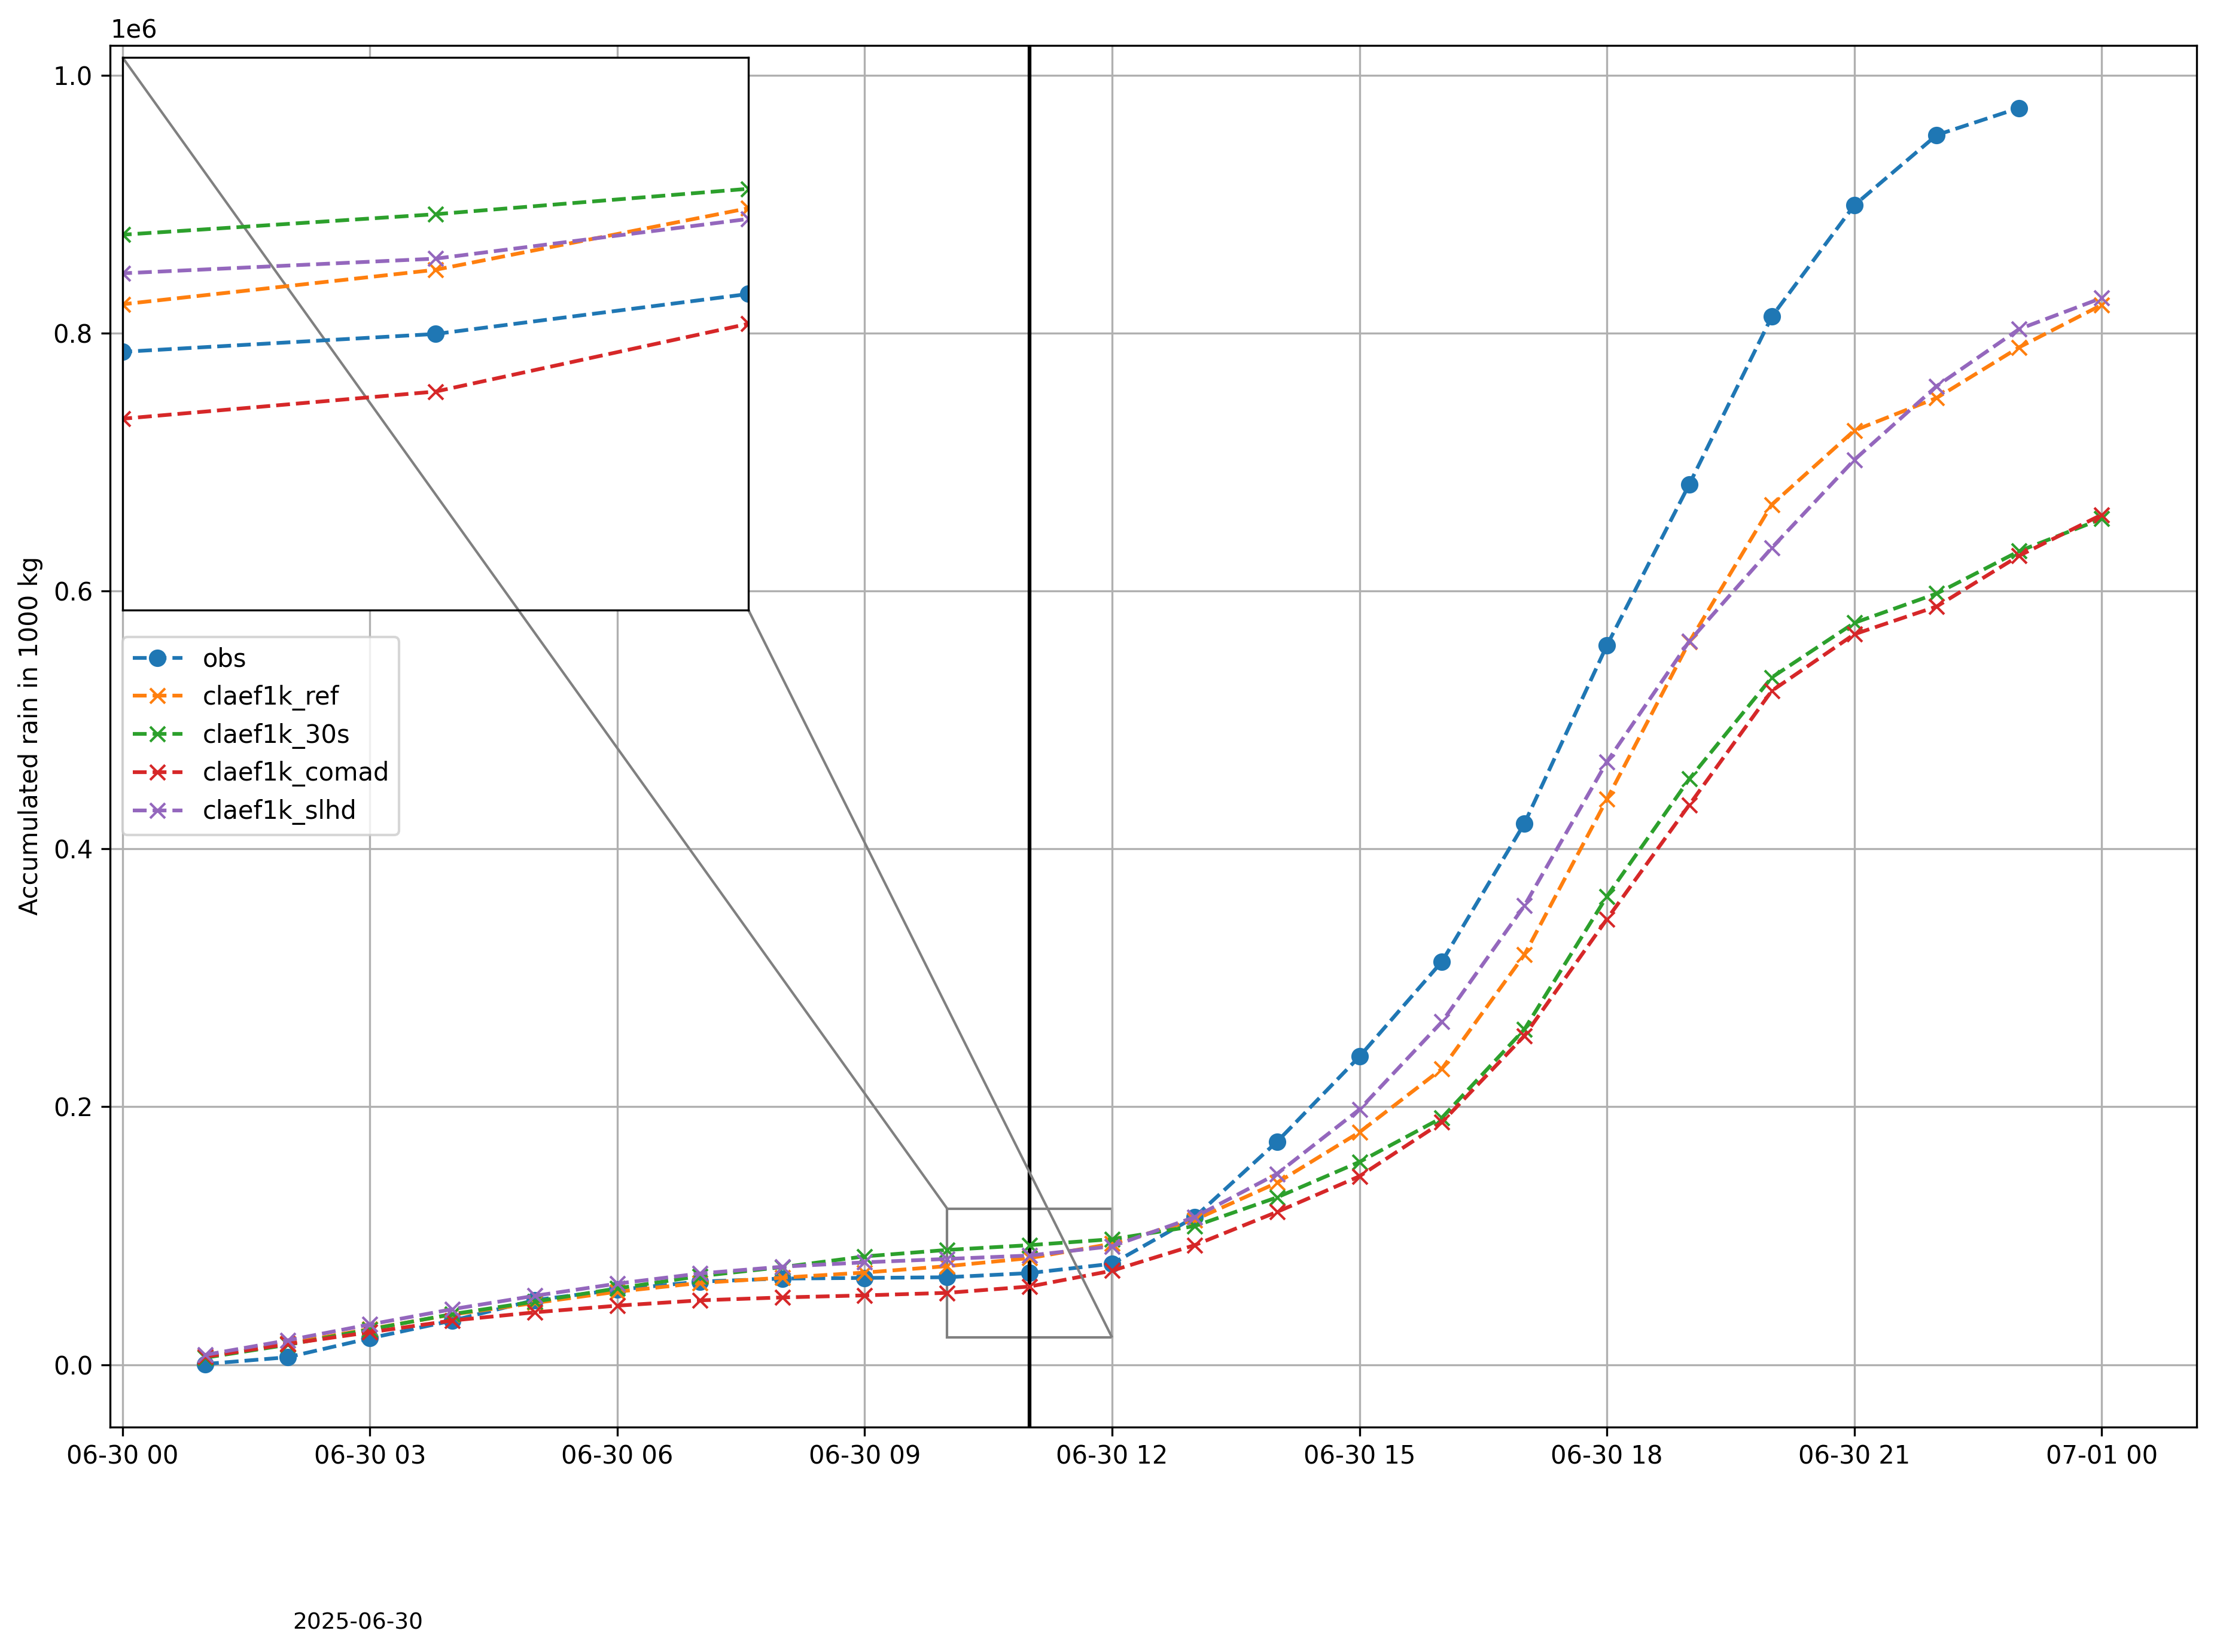 1e6
1.0
0.8
0.6
0.4
0.2
0.0
Accumulated rain in 1000 kg
obs
claef1k_ref
claef1k_30s
claef1k_comad
claef1k_slhd
06-30 00 06-30 03 06-30 06 06-30 09 06-30 12 06-30 15 06-30 18 06-30 21 07-01 00
2025-06-30